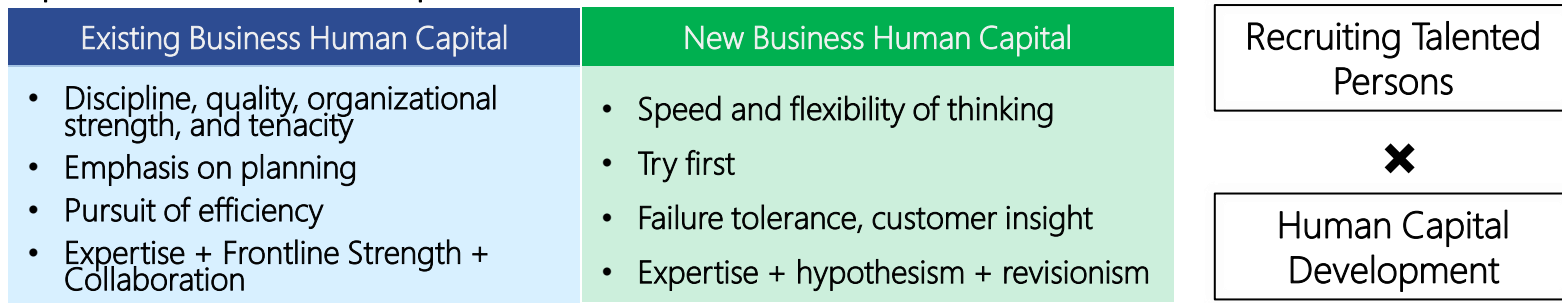 Existing Business Human Capital
• Discipline, quality, organizational
strength, and tenacity
• Emphasis on planning
• Pursuit of efficiency
• Expertise + Frontline Strength +
Collaboration
New Business Human Capital
• Speed and flexibility of thinking
• Try first
• Failure tolerance, customer insight
• Expertise + hypothesism + revisionism
Recruiting Talented
Persons
✖
Human Capital
Development